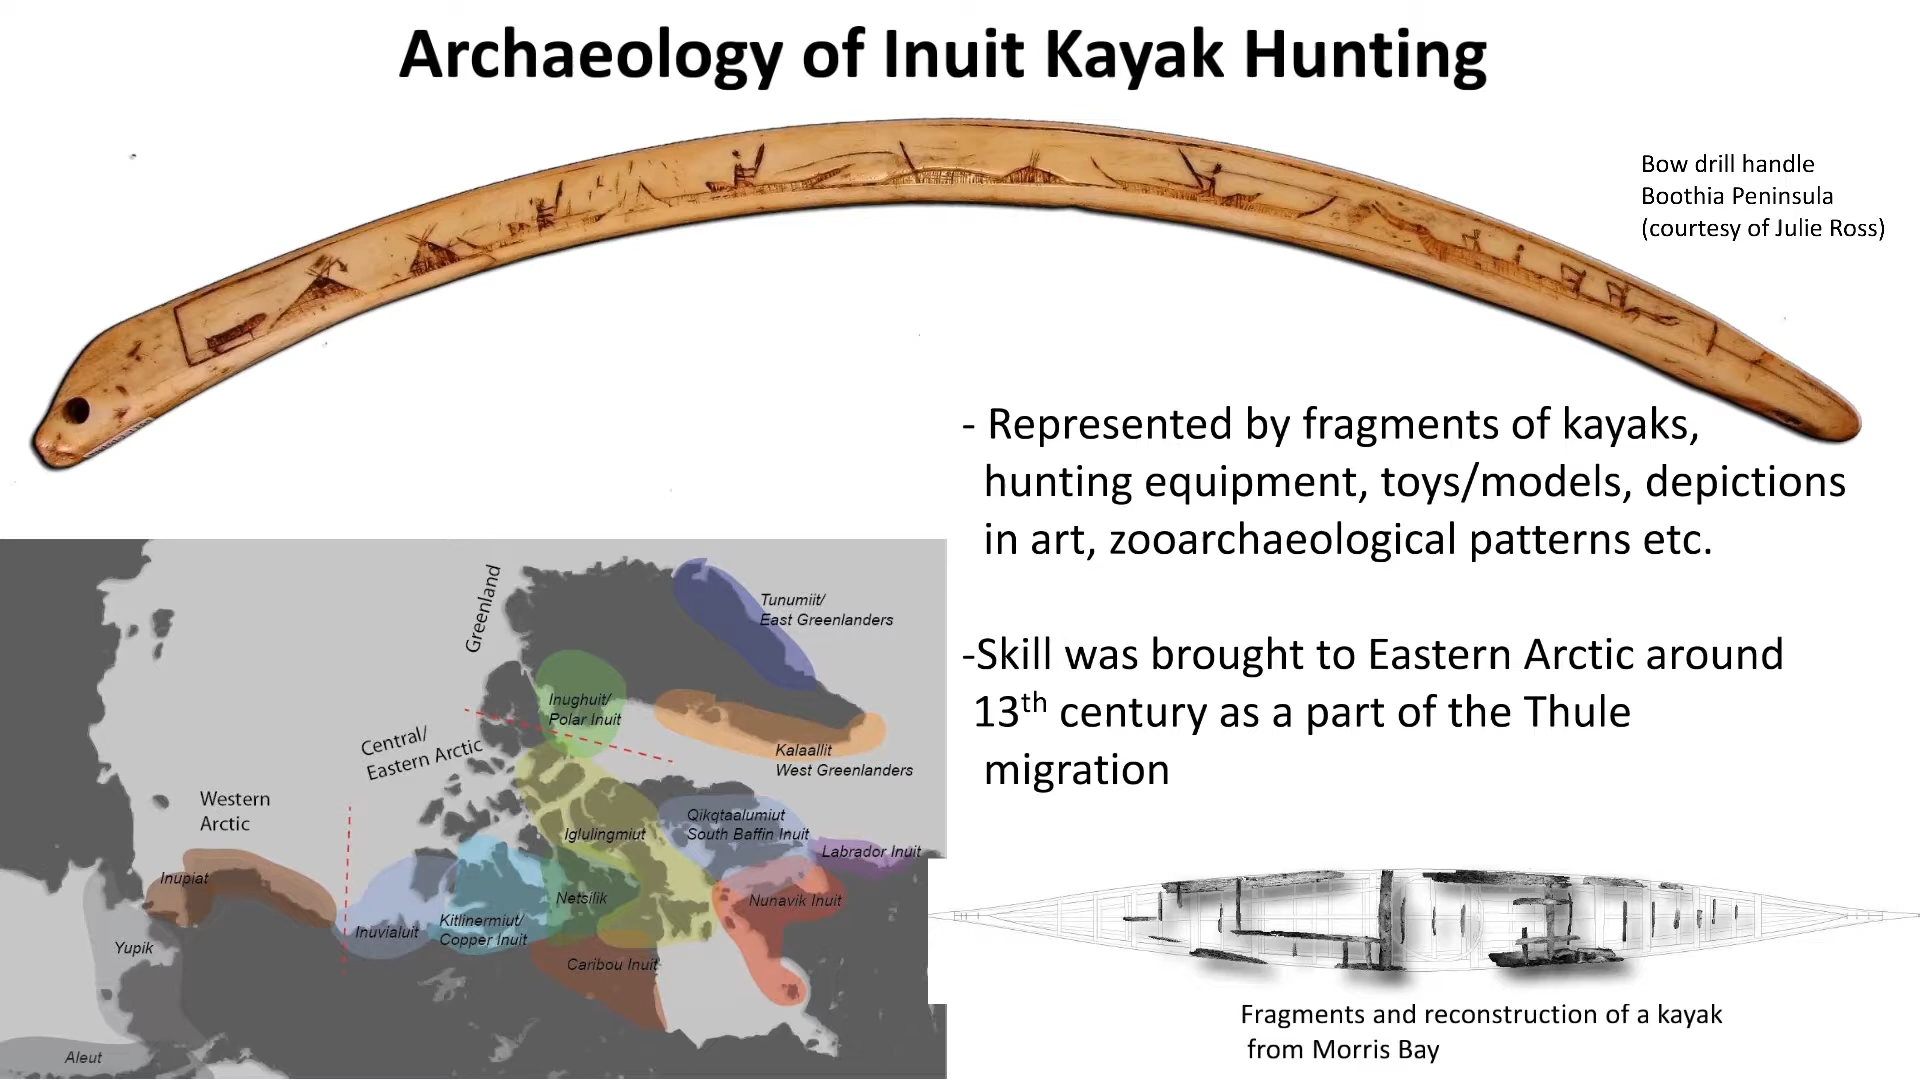 Archaeology of Inuit Kayak Hunting
Bow drill handle
Boothia Peninsula
(courtesy of Julie Ross)
- Represented by fragments of kayaks,
hunting equipment, toys/models, depictions
in art, zooarchaeological patterns etc.
-Skill was brought to Eastern Arctic around
13th century as a part of the Thule
migration
Greenland
Tunumiit/
East Greenlanders
Inughuit/
Polar Inuit
Central/
Eastern Arctic
Kalaallit
West Greenlanders
Western
Arctic
Qikqtaalumiut
South Baffin Inuit
Iglulingmiut
Labrador Inuit
Inupiat
Netsilik
Nunavik Inuit
Inuvialuit
Kitlinermiut/
Copper Inuit
Yupik
Caribou Inuit
Aleut
Fragments and reconstruction of a kayak
from Morris Bay